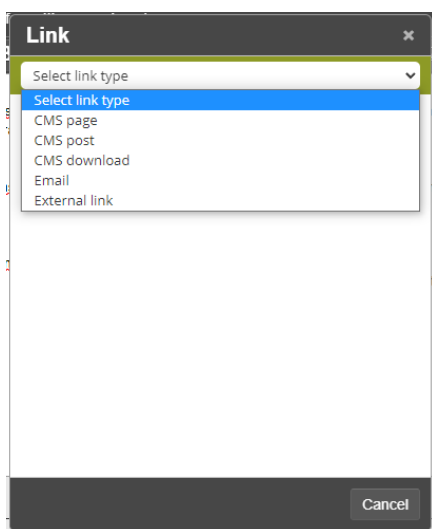 Link
×
Select link type
Select link type
CMS page
CMS post
CMS download
Email
External link
Cancel